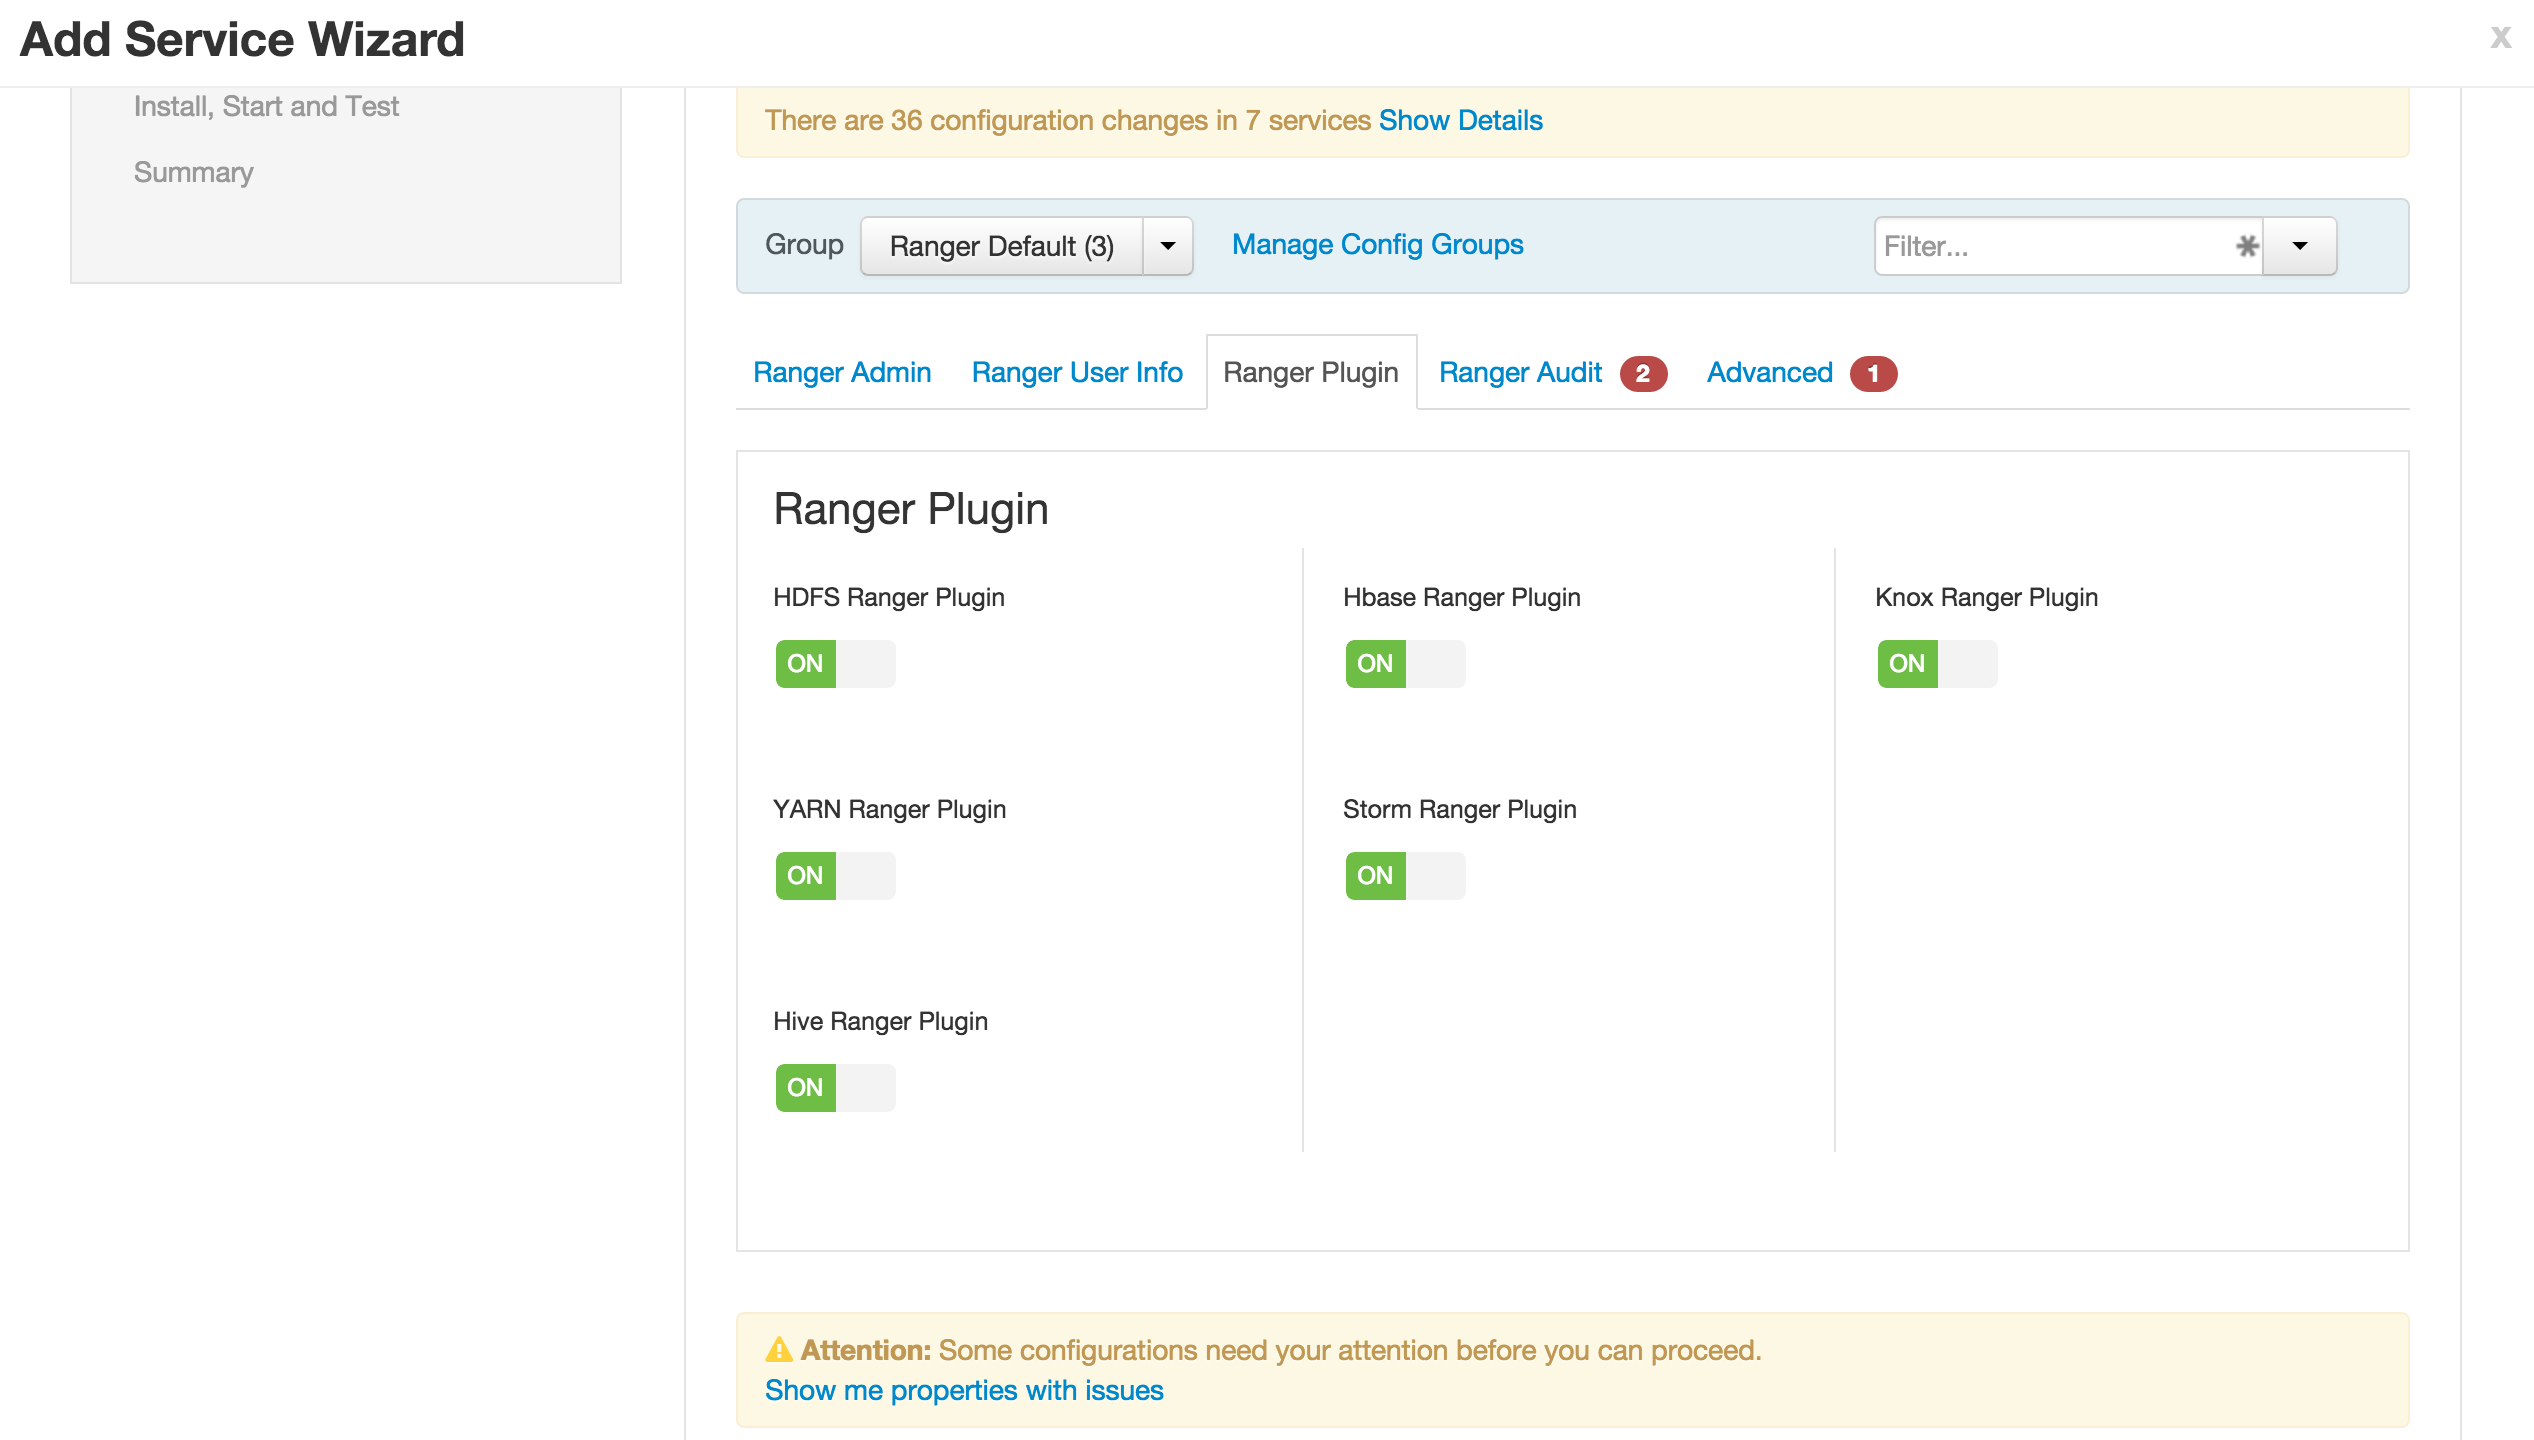 Add Service Wizard
x
Install, Start and Test
Summary
There are 36 configuration changes in 7 services Show Details
Group Ranger Default (3) Manage Config Groups Filter...
Ranger Admin Ranger User Info Ranger Plugin Ranger Audit 2 Advanced 1
Ranger Plugin
HDFS Ranger Plugin Hbase Ranger Plugin Knox Ranger Plugin
ON ON ON
YARN Ranger Plugin Storm Ranger Plugin
ON ON
Hive Ranger Plugin
ON
Attention: Some configurations need your attention before you can proceed.
Show me properties with issues